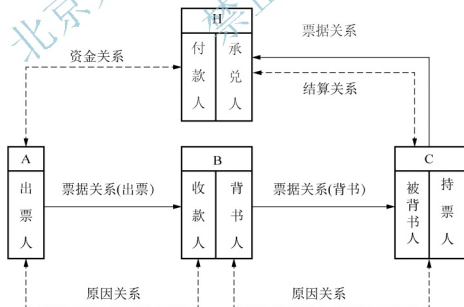 H
票据关系
付款人
承兑人
资金关系
结算关系
A
B
C
出票人
票据关系(出票)
收款人
背书人
票据关系(背书)
被背书人
持票人
原因关系
原因关系
北京